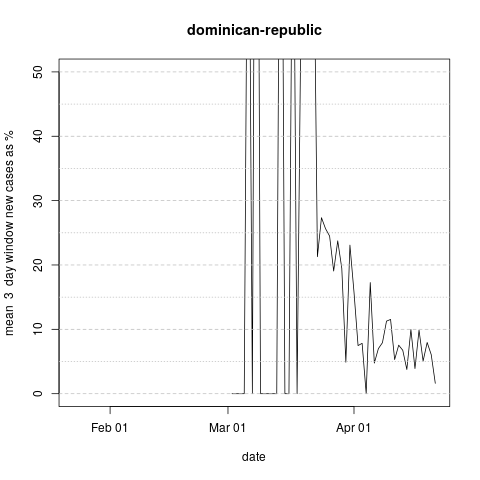 dominican-republic
mean 3 day window new cases as %
50
40
30
20
10
0
Feb 01
Mar 01
Apr 01
date